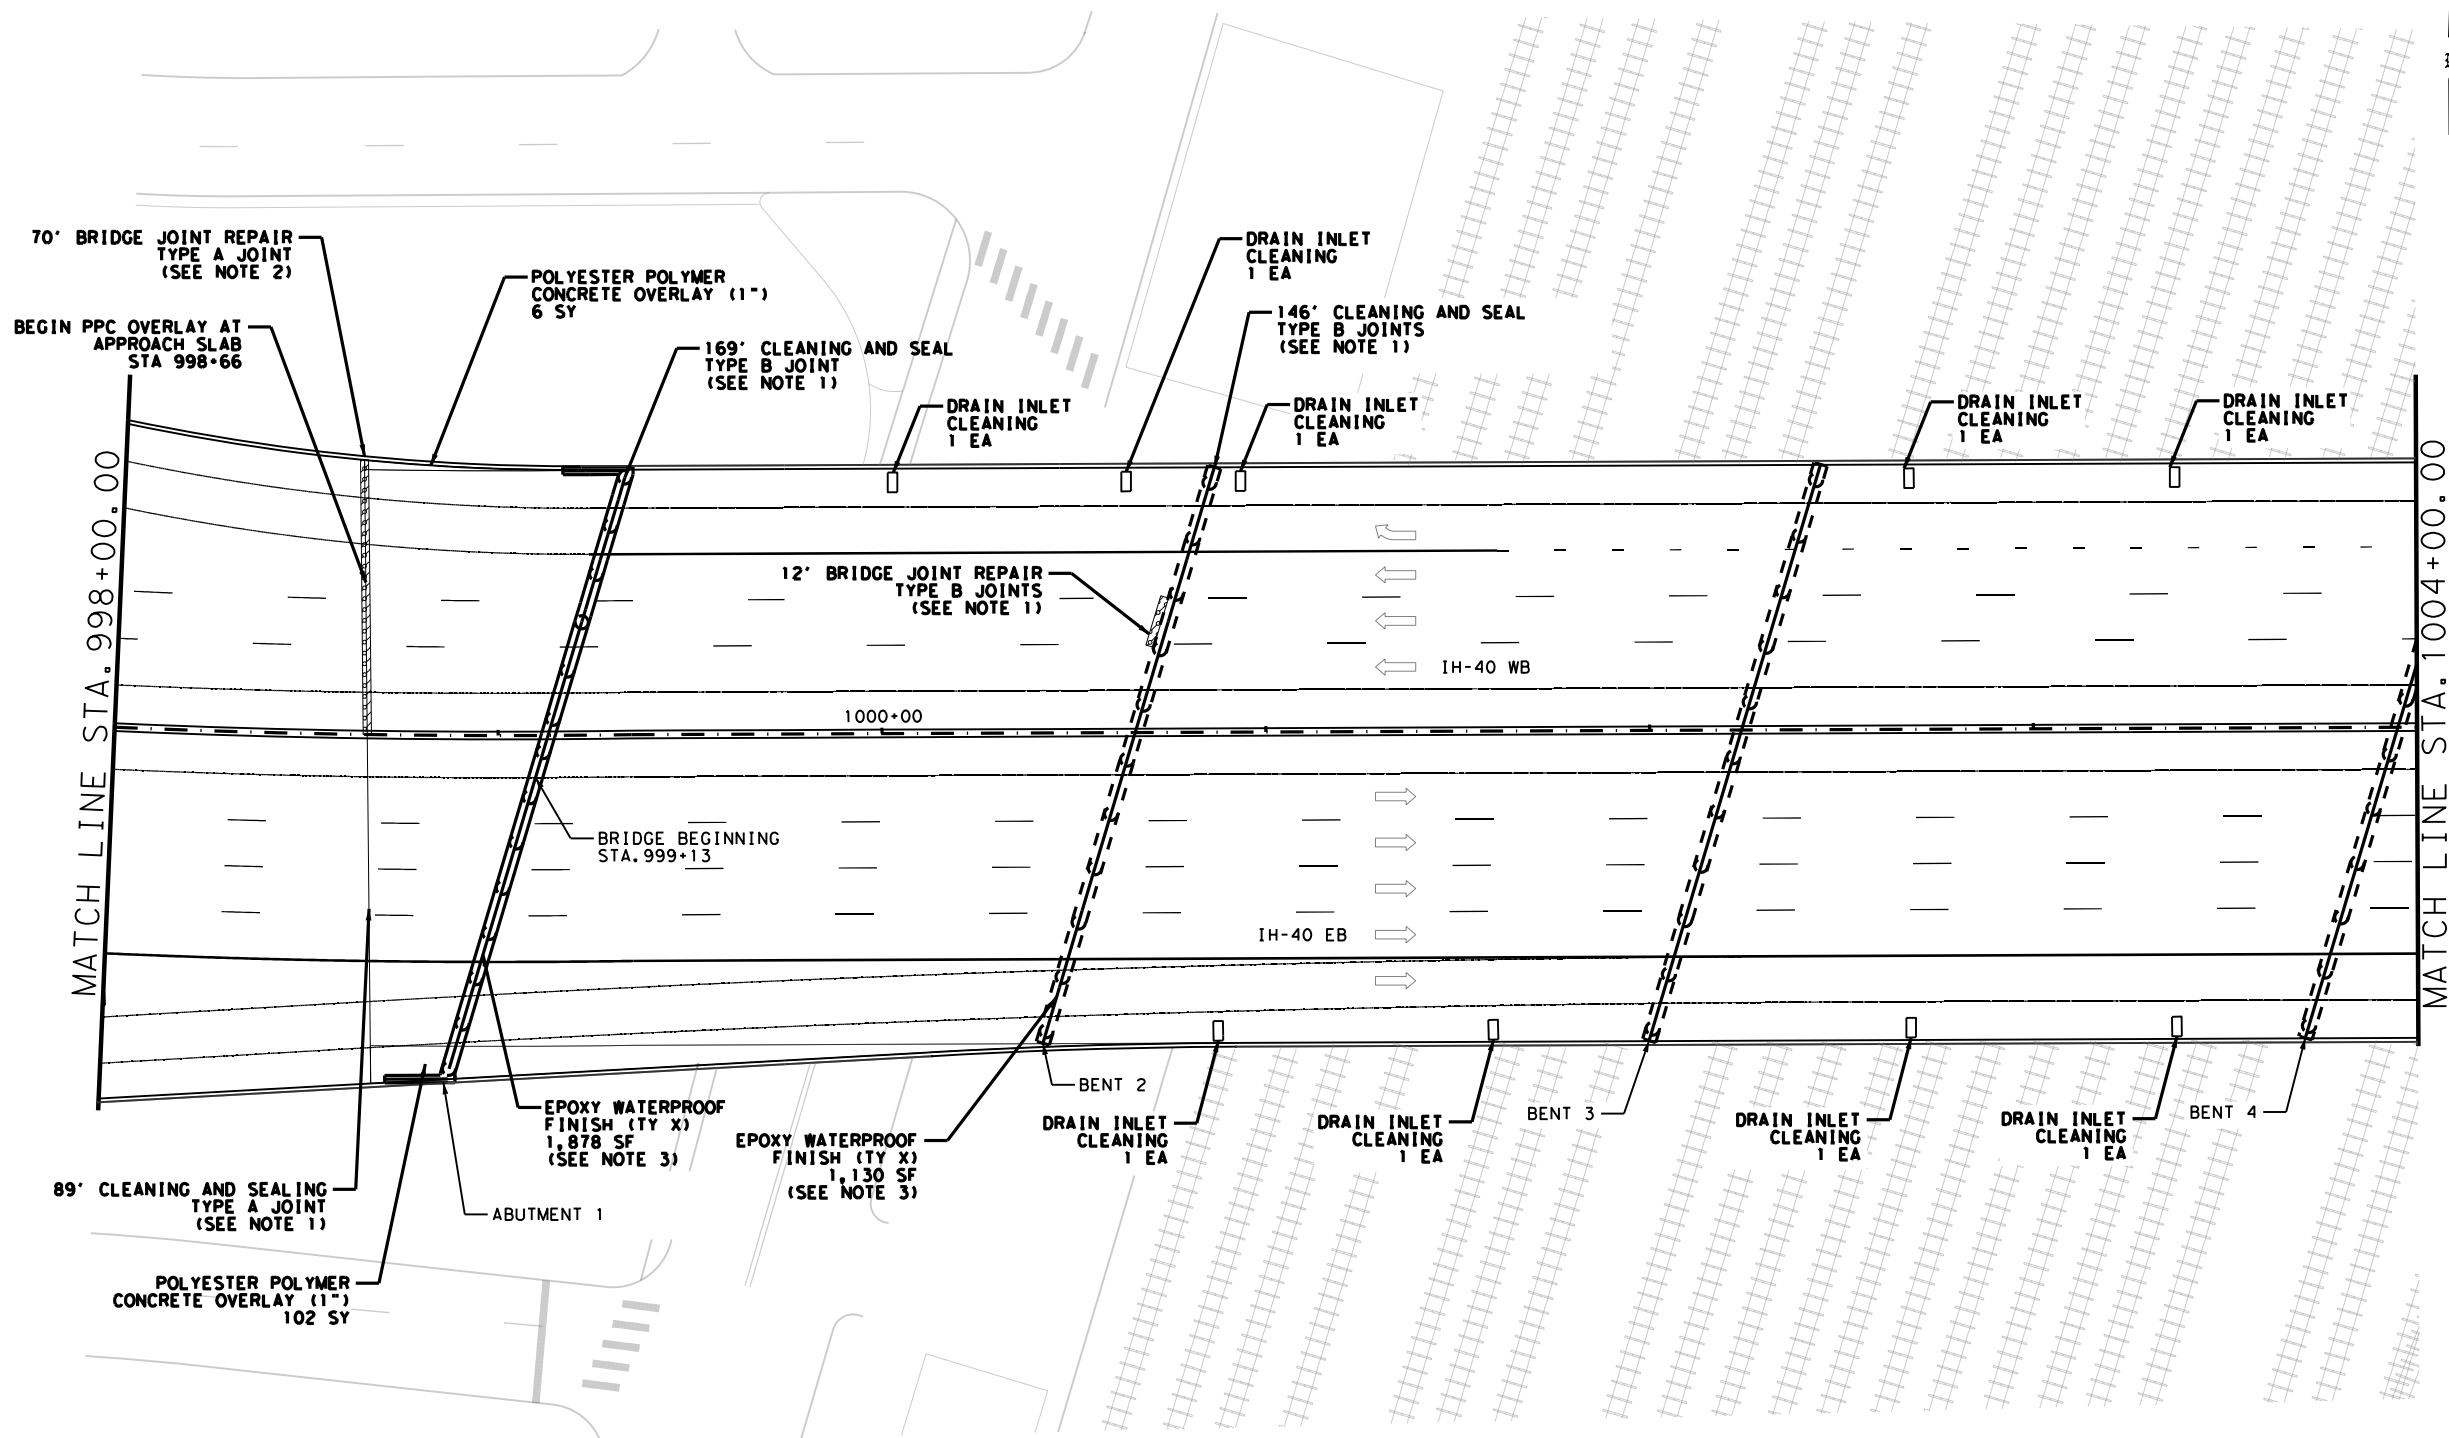 70' BRIDGE JOINT REPAIR
TYPE A JOINT
(SEE NOTE 2)
BEGIN PPC OVERLAY AT
APPROACH SLAB
STA 998+66
POLYESTER POLYMER
CONCRETE OVERLAY (1")
6 SY
169' CLEANING AND SEAL
TYPE B JOINT
(SEE NOTE 1)
DRAIN INLET
CLEANING
1 EA
DRAIN INLET
CLEANING
1 EA
146' CLEANING AND SEAL
TYPE B JOINTS
(SEE NOTE 1)
DRAIN INLET
CLEANING
1 EA
DRAIN INLET
CLEANING
1 EA
DRAIN INLET
CLEANING
1 EA
MATCH LINE STA.998+00.00
12' BRIDGE JOINT REPAIR
TYPE B JOINTS
(SEE NOTE 1)
IH-40 WB
1000+00
BRIDGE BEGINNING
STA.999+13
IH-40 EB
MATCH LINE STA.1004+00.00
BENT 2
BENT 3
BENT 4
EPOXY WATERPROOF
FINISH (TY X)
1,878 SF
(SEE NOTE 3)
EPOXY WATERPROOF
FINISH (TY X)
1,130 SF
(SEE NOTE 3)
DRAIN INLET
CLEANING
1 EA
DRAIN INLET
CLEANING
1 EA
DRAIN INLET
CLEANING
1 EA
DRAIN INLET
CLEANING
1 EA
89' CLEANING AND SEALING
TYPE A JOINT
(SEE NOTE 1)
ABUTMENT 1
POLYESTER POLYMER
CONCRETE OVERLAY (1")
102 SY